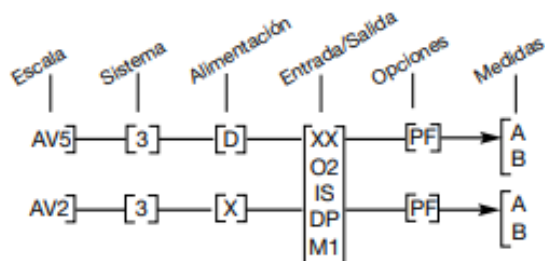 Escala Sistema Alimentación Entrada/Salida Opciones Medidas
AV5] [3] [D] [XX] [PF] [A
O2 B
IS
AV2] [3] [X] DP [PF] [A
M1 B